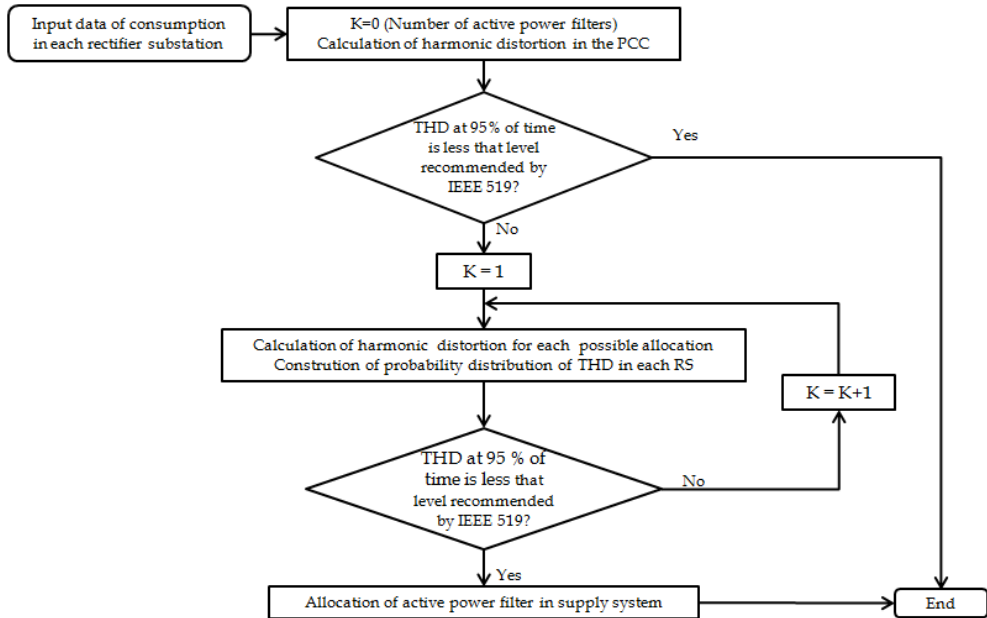 Input data of consumption
in each rectifier substation
K=0 (Number of active power filters)
Calculation of harmonic distortion in the PCC
THD at 95% of time
is less that level
recommended by
IEEE 519?
Yes
No
K = 1
Calculation of harmonic distortion for each possible allocation
Constrution of probability distribution of THD in each RS
K = K+1
THD at 95 % of
time is less that
level recommended
by IEEE 519?
No
Yes
Allocation of active power filter in supply system
End